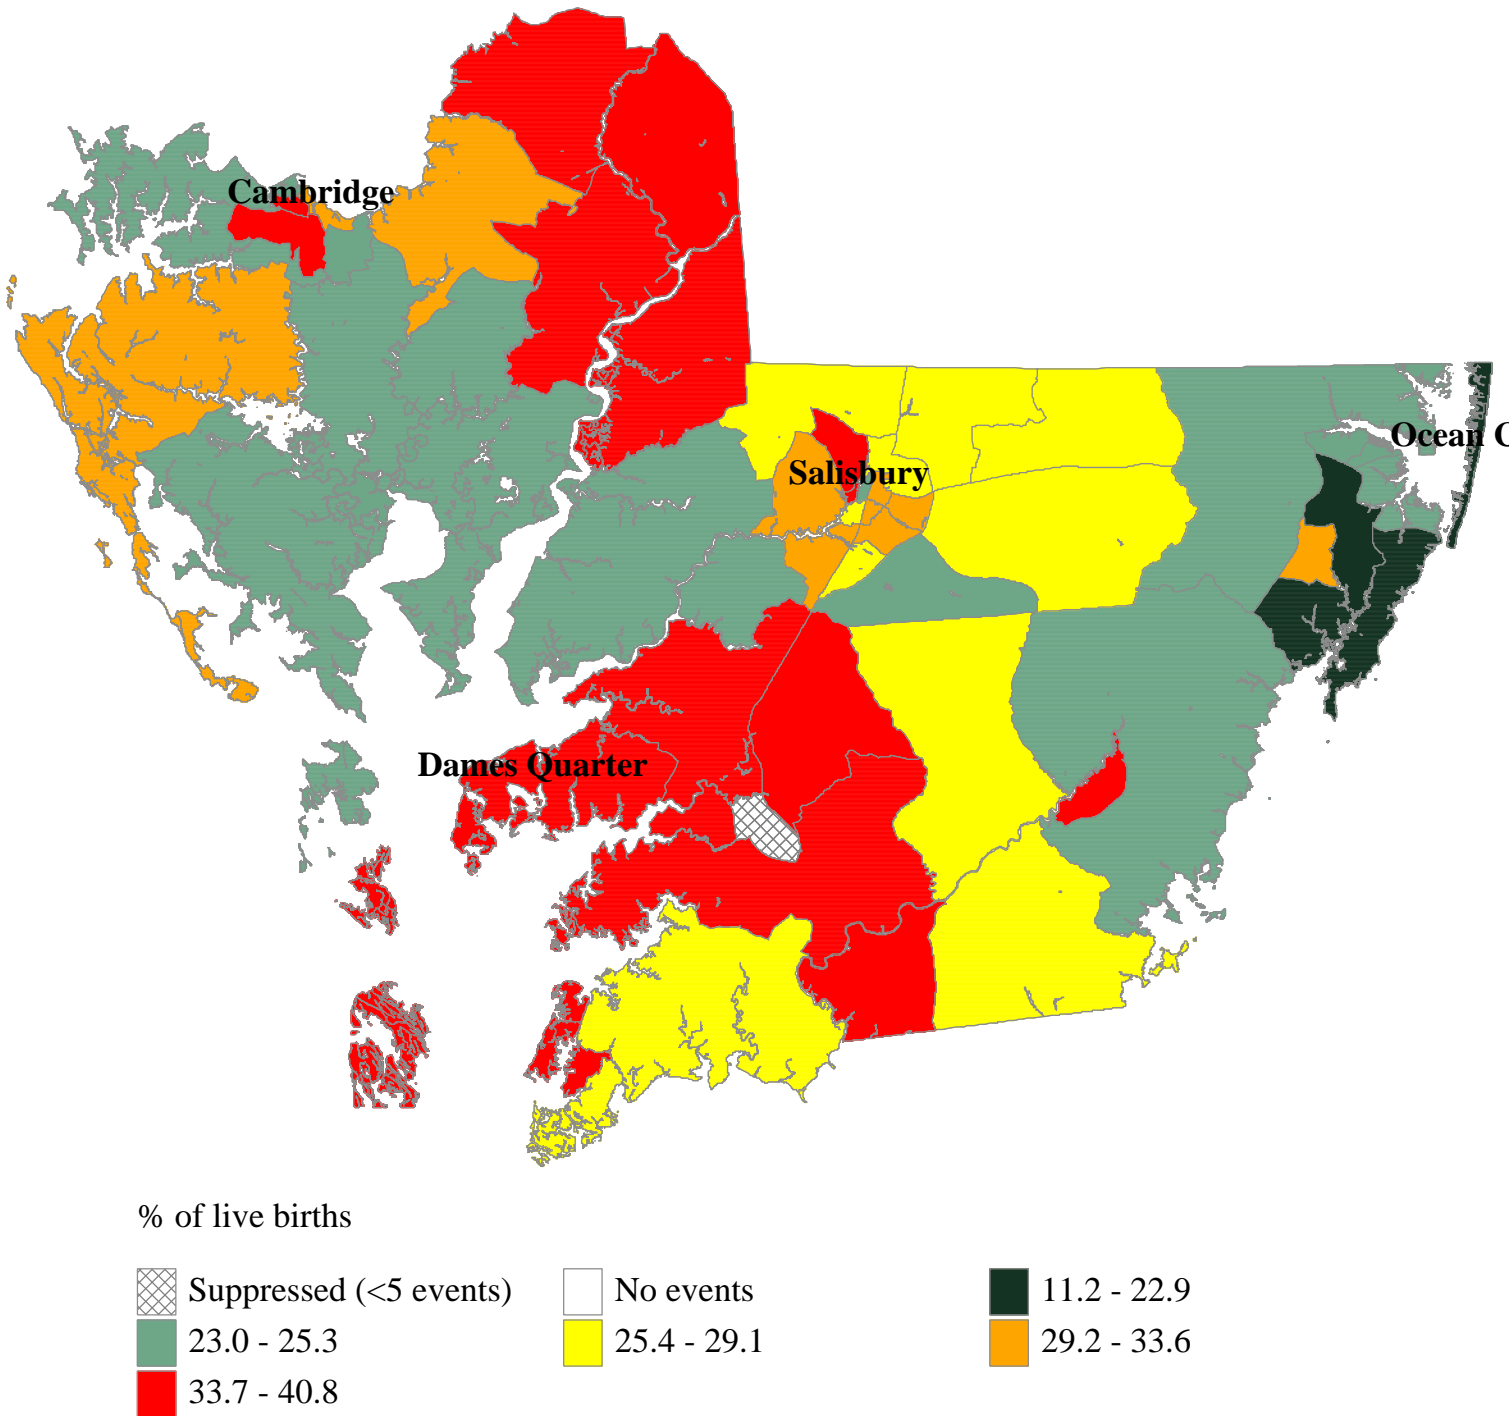 Cambridge
Ocean C
Salisbury
Dames Quarter
% of live births
Suppressed (<5 events)
No events
11.2 - 22.9
23.0 - 25.3
25.4 - 29.1
29.2 - 33.6
33.7 - 40.8